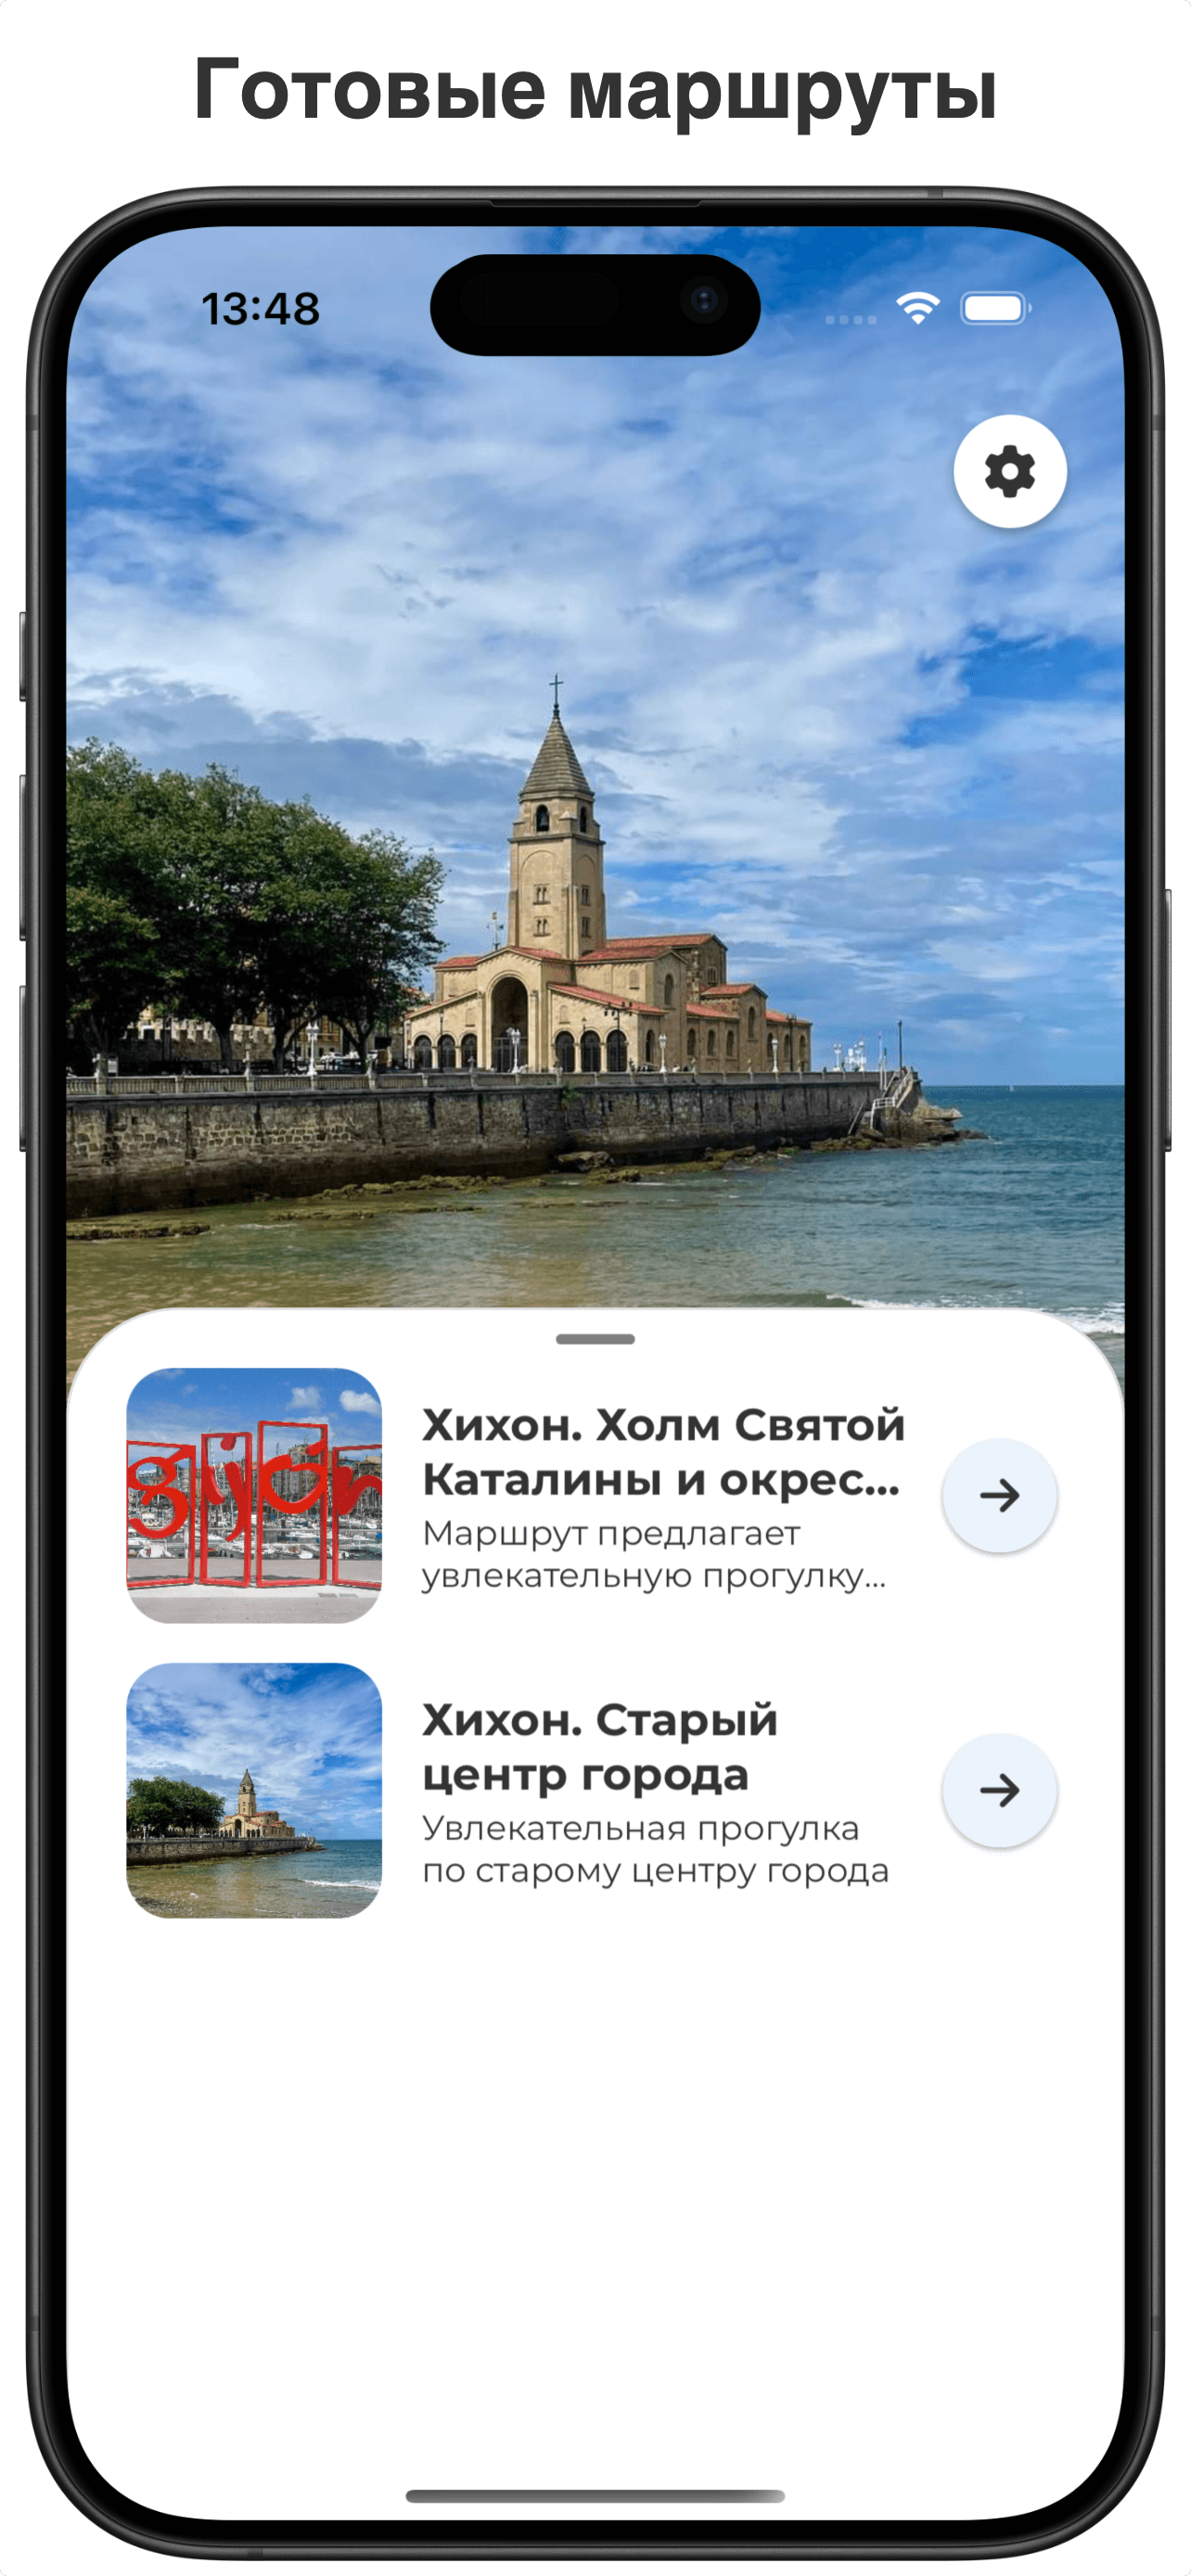 Готовые маршруты
13:48
gijón
Хихон. Холм Святой
Каталины и окрес...
Маршрут предлагает
увлекательную прогулку...
Хихон. Старый
центр города
Увлекательная прогулка
по старому центру города